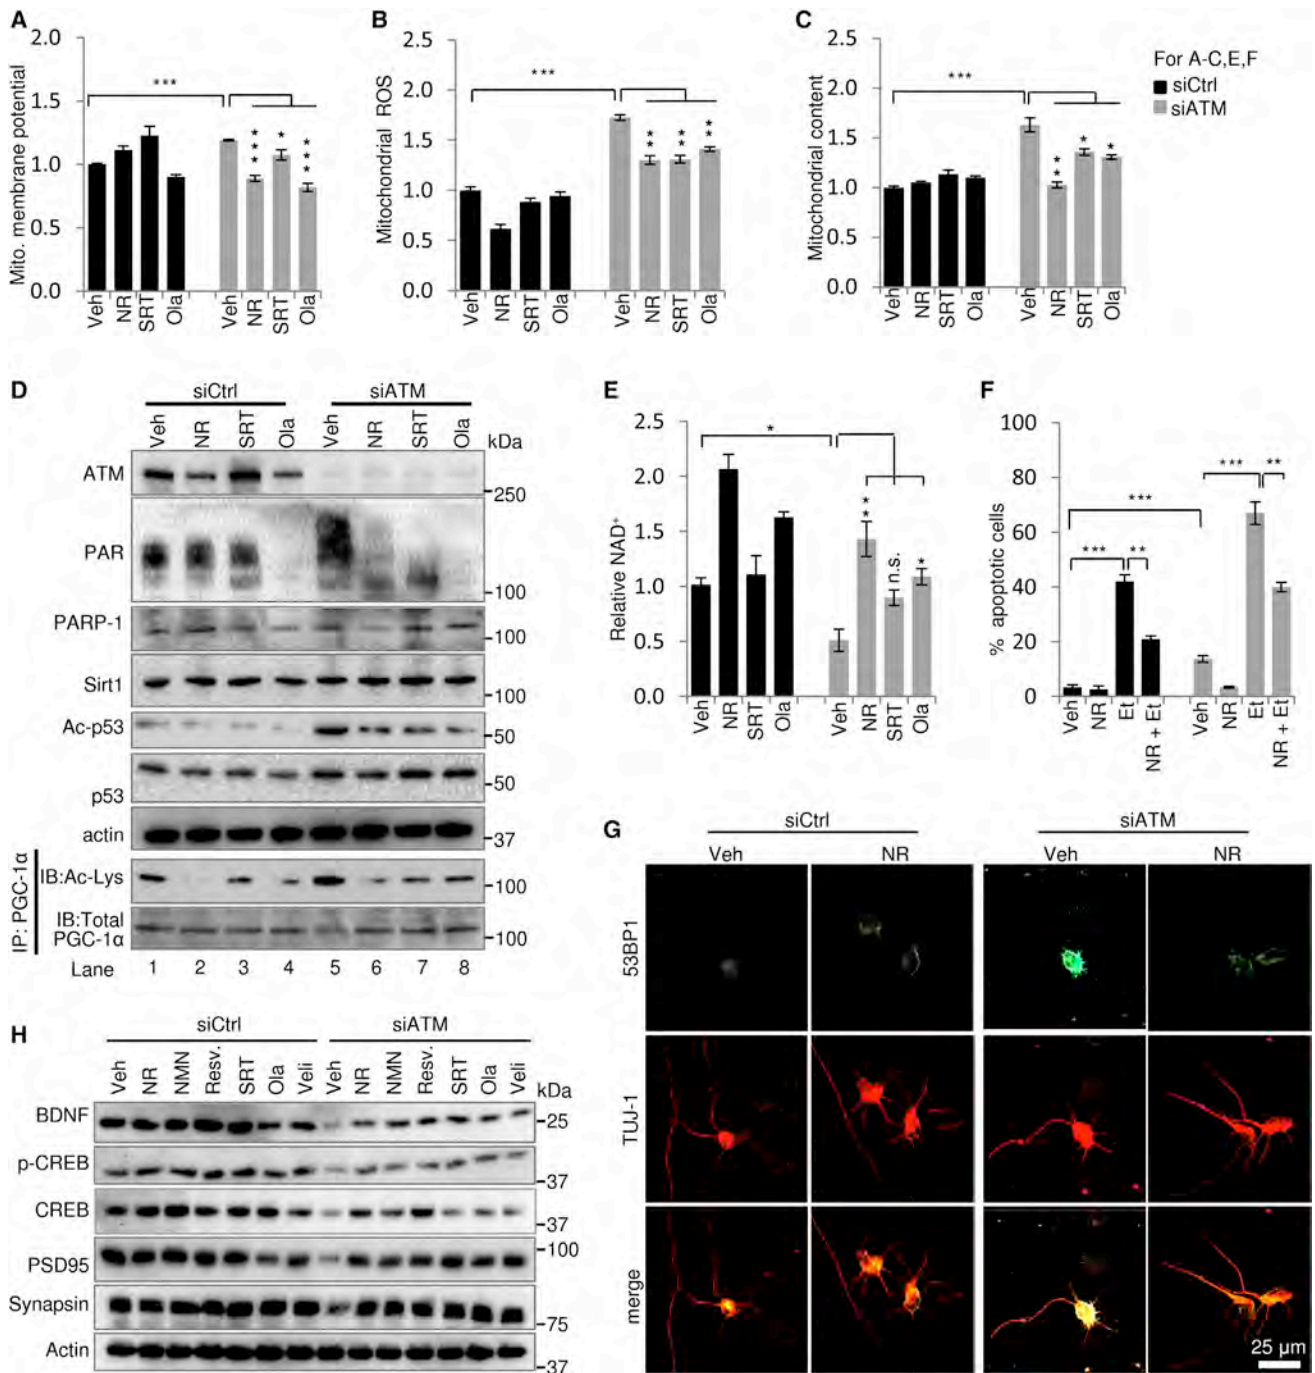 A
Mito. membrane potential
2.0
1.5
1.0
0.5
0.0
***
***
*
***
Veh
NR
SRT
Ola
Veh
NR
SRT
Ola
B
Mitochondrial ROS
2.5
2.0
1.5
1.0
0.5
0.0
***
**
**
**
Veh
NR
SRT
Ola
Veh
NR
SRT
Ola
C
Mitochondrial content
2.5
2.0
1.5
1.0
0.5
0.0
***
**
*
*
Veh
NR
SRT
Ola
Veh
NR
SRT
Ola
For A-C,E,F
siCtrl
siATM
D
siCtrl
siATM
Veh
NR
SRT
Ola
Veh
NR
SRT
Ola
kDa
ATM
250
PAR
100
PARP-1
100
Sirt1
100
Ac-p53
50
p53
50
actin
37
IP: PGC-1α
IB:Ac-Lys
100
IB:Total
PGC-1α
100
Lane
1 2 3 4 5 6 7 8
E
Relative NAD⁺
2.5
2.0
1.5
1.0
0.5
0.0
*
**
n.s.
*
Veh
NR
SRT
Ola
Veh
NR
SRT
Ola
F
% apoptotic cells
100
80
60
40
20
0
***
**
***
***
**
Veh
NR
Et
NR + Et
Veh
NR
Et
NR + Et
G
siCtrl
siATM
Veh
NR
Veh
NR
53BP1
TUJ-1
merge
25 µm
H
siCtrl
siATM
Veh
NR
NMN
Resv.
SRT
Ola
Veli
Veh
NR
NMN
Resv.
SRT
Ola
Veli
kDa
BDNF
25
p-CREB
37
CREB
37
PSD95
100
Synapsin
75
Actin
37